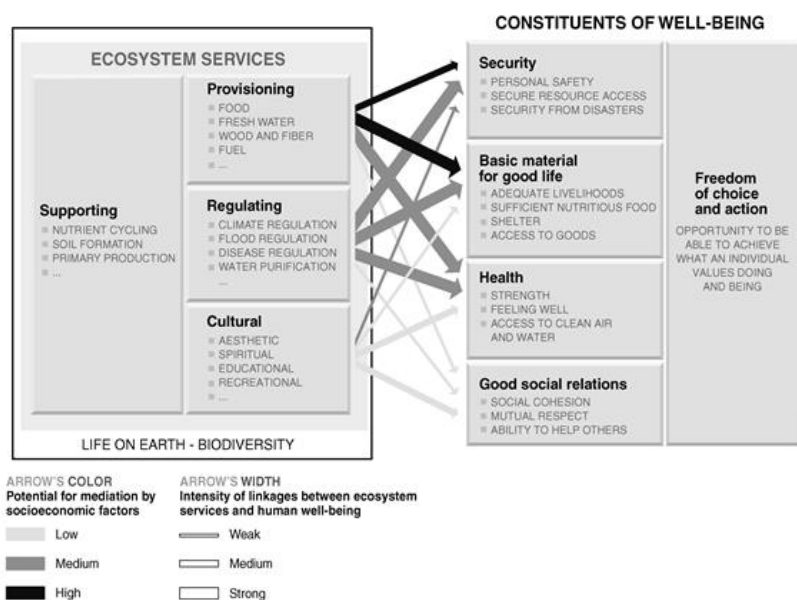 CONSTITUENTS OF WELL-BEING
ECOSYSTEM SERVICES
Supporting
NUTRIENT CYCLING
SOIL FORMATION
PRIMARY PRODUCTION
...
Provisioning
FOOD
FRESH WATER
WOOD AND FIBER
FUEL
...
Regulating
CLIMATE REGULATION
FLOOD REGULATION
DISEASE REGULATION
WATER PURIFICATION
...
Cultural
AESTHETIC
SPIRITUAL
EDUCATIONAL
RECREATIONAL
...
LIFE ON EARTH - BIODIVERSITY
Security
PERSONAL SAFETY
SECURE RESOURCE ACCESS
SECURITY FROM DISASTERS
Basic material
for good life
ADEQUATE LIVELIHOODS
SUFFICIENT NUTRITIOUS FOOD
SHELTER
ACCESS TO GOODS
Health
STRENGTH
FEELING WELL
ACCESS TO CLEAN AIR
AND WATER
Good social relations
SOCIAL COHESION
MUTUAL RESPECT
ABILITY TO HELP OTHERS
Freedom
of choice
and action
OPPORTUNITY TO BE
ABLE TO ACHIEVE
WHAT AN INDIVIDUAL
VALUES DOING
AND BEING
ARROW'S COLOR
Potential for mediation by
socioeconomic factors
Low
Medium
High
ARROW'S WIDTH
Intensity of linkages between ecosystem
services and human well-being
Weak
Medium
Strong